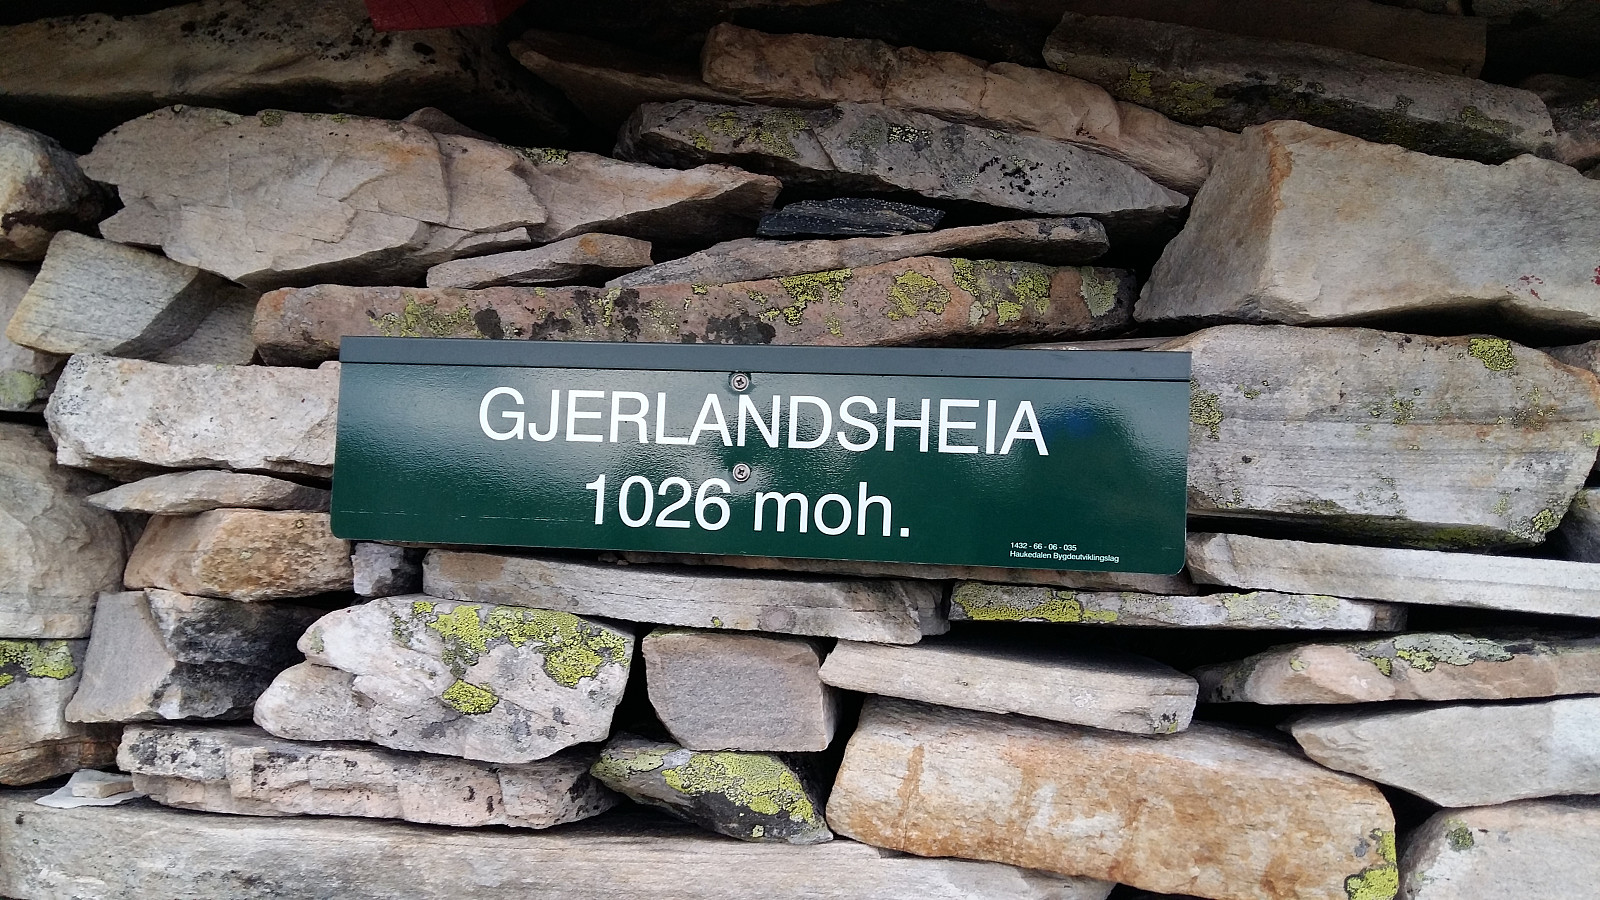 GJERLANDSHEIA
1026 moh.
1432 - 66 - 06 - 035
Haukedalen Bygdeutviklingslag